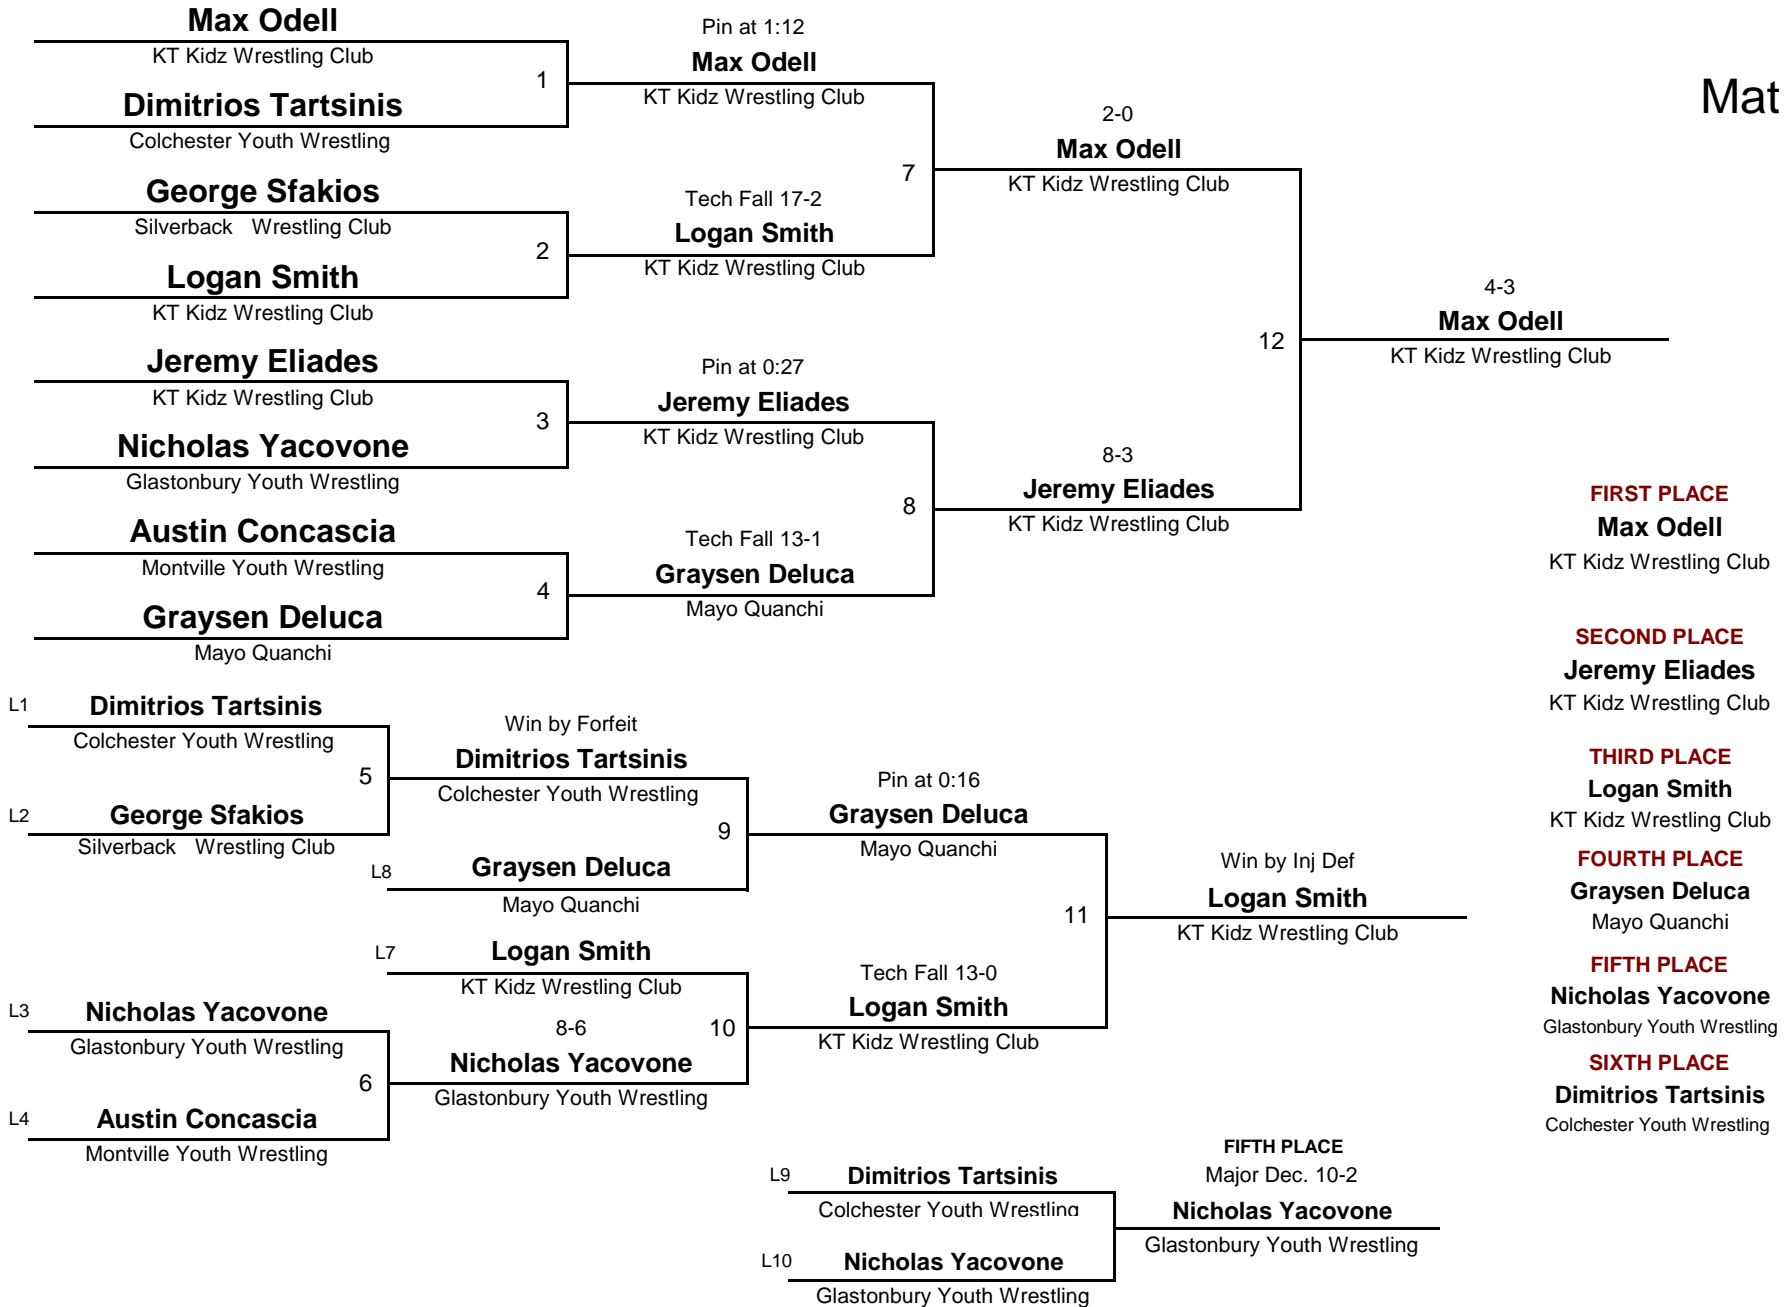 Max Odell
KT Kidz Wrestling Club
1
Dimitrios Tartsinis
Colchester Youth Wrestling
George Sfakios
Silverback Wrestling Club
2
Logan Smith
KT Kidz Wrestling Club
Jeremy Eliades
KT Kidz Wrestling Club
3
Nicholas Yacovone
Glastonbury Youth Wrestling
Austin Concascia
Montville Youth Wrestling
4
Graysen Deluca
Mayo Quanchi
Pin at 1:12
Max Odell
KT Kidz Wrestling Club
7
Tech Fall 17-2
Logan Smith
KT Kidz Wrestling Club
Pin at 0:27
Jeremy Eliades
KT Kidz Wrestling Club
8
Tech Fall 13-1
Graysen Deluca
Mayo Quanchi
2-0
Max Odell
KT Kidz Wrestling Club
12
8-3
Jeremy Eliades
KT Kidz Wrestling Club
4-3
Max Odell
KT Kidz Wrestling Club
Mat
L1
Dimitrios Tartsinis
Colchester Youth Wrestling
5
L2
George Sfakios
Silverback Wrestling Club
L3
Nicholas Yacovone
Glastonbury Youth Wrestling
6
L4
Austin Concascia
Montville Youth Wrestling
Win by Forfeit
Dimitrios Tartsinis
Colchester Youth Wrestling
9
L8
Graysen Deluca
Mayo Quanchi
L7
Logan Smith
KT Kidz Wrestling Club
8-6
10
Nicholas Yacovone
Glastonbury Youth Wrestling
Pin at 0:16
Graysen Deluca
Mayo Quanchi
11
Tech Fall 13-0
Logan Smith
KT Kidz Wrestling Club
Win by Inj Def
Logan Smith
KT Kidz Wrestling Club
L9
Dimitrios Tartsinis
Colchester Youth Wrestling
L10
Nicholas Yacovone
Glastonbury Youth Wrestling
FIFTH PLACE
Major Dec. 10-2
Nicholas Yacovone
Glastonbury Youth Wrestling
FIRST PLACE
Max Odell
KT Kidz Wrestling Club
SECOND PLACE
Jeremy Eliades
KT Kidz Wrestling Club
THIRD PLACE
Logan Smith
KT Kidz Wrestling Club
FOURTH PLACE
Graysen Deluca
Mayo Quanchi
FIFTH PLACE
Nicholas Yacovone
Glastonbury Youth Wrestling
SIXTH PLACE
Dimitrios Tartsinis
Colchester Youth Wrestling